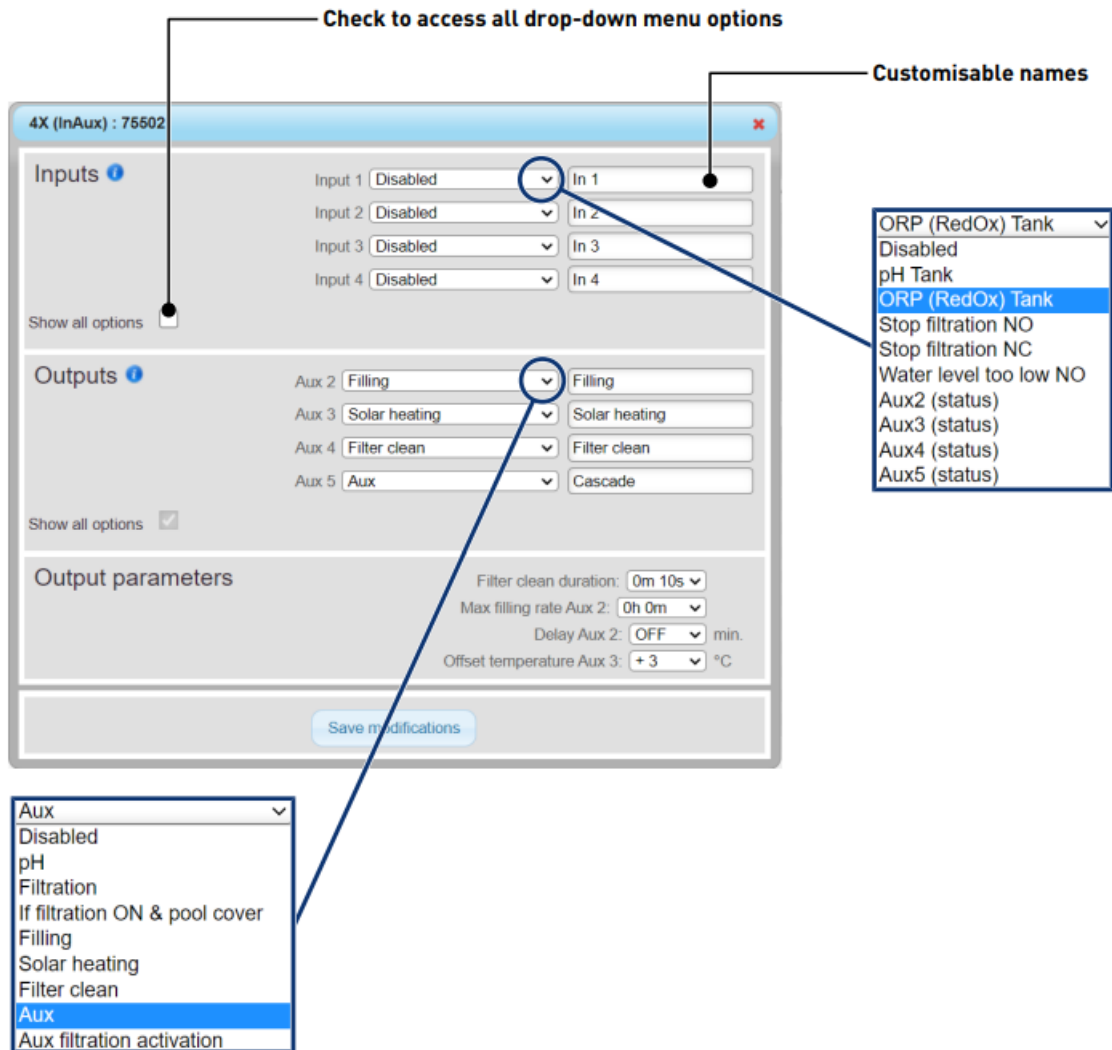 Check to access all drop-down menu options
Customisable names
4X (InAux) : 75502
Inputs
Input 1 Disabled In 1
Input 2 Disabled In 2
Input 3 Disabled In 3
Input 4 Disabled In 4
Show all options
ORP (RedOx) Tank
Disabled
pH Tank
ORP (RedOx) Tank
Stop filtration NO
Stop filtration NC
Water level too low NO
Aux2 (status)
Aux3 (status)
Aux4 (status)
Aux5 (status)
Outputs
Aux 2 Filling Filling
Aux 3 Solar heating Solar heating
Aux 4 Filter clean Filter clean
Aux 5 Aux Cascade
Show all options
Output parameters
Filter clean duration: 0m 10s
Max filling rate Aux 2: 0h 0m
Delay Aux 2: OFF min.
Offset temperature Aux 3: + 3 °C
Save modifications
Aux
Disabled
pH
Filtration
If filtration ON & pool cover
Filling
Solar heating
Filter clean
Aux
Aux filtration activation